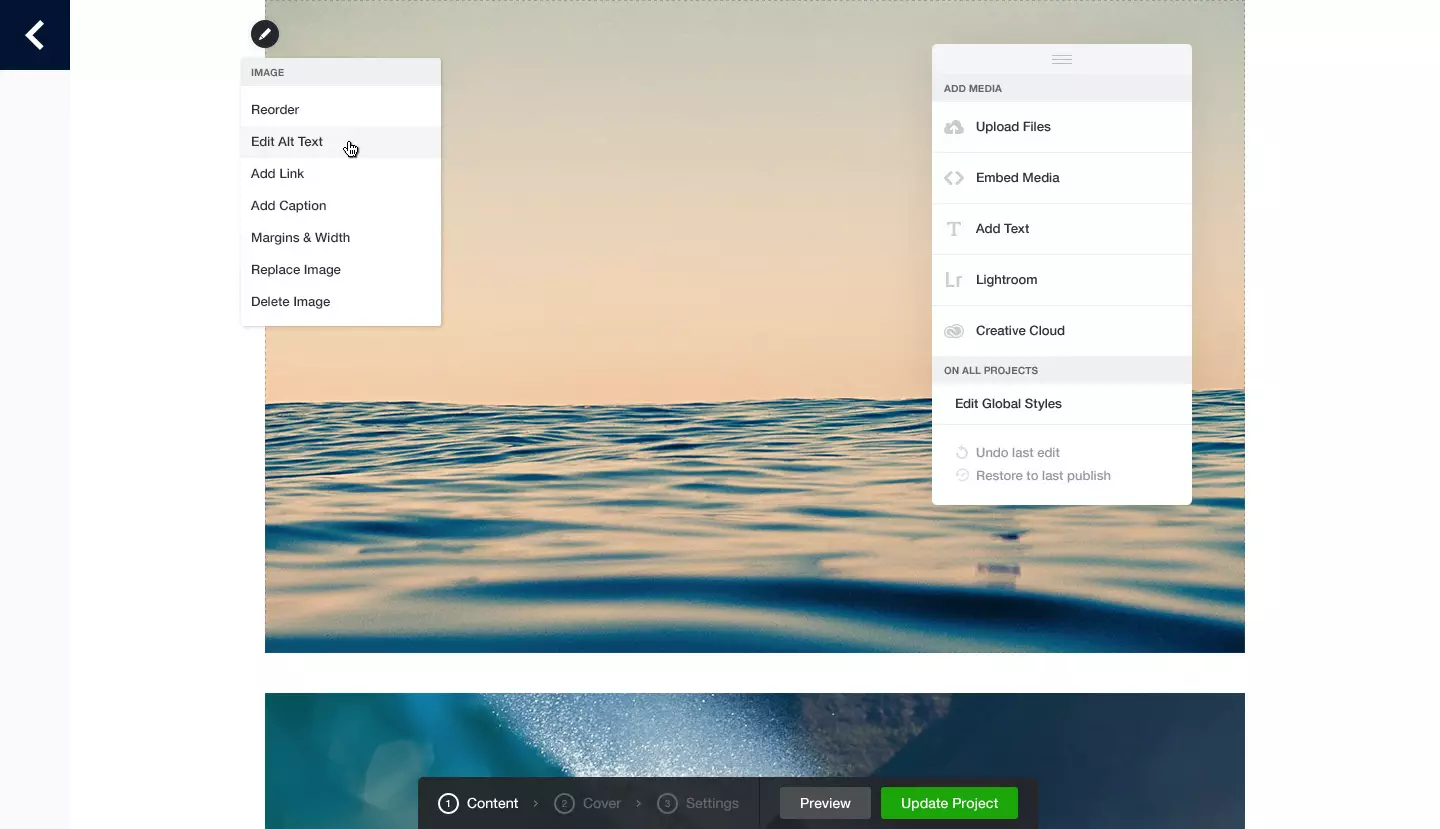 IMAGE
Reorder
Edit Alt Text
Add Link
Add Caption
Margins & Width
Replace Image
Delete Image
ADD MEDIA
Upload Files
Embed Media
T Add Text
Lr Lightroom
Creative Cloud
ON ALL PROJECTS
Edit Global Styles
Undo last edit
Restore to last publish
1 Content > 2 Cover > 3 Settings Preview Update Project